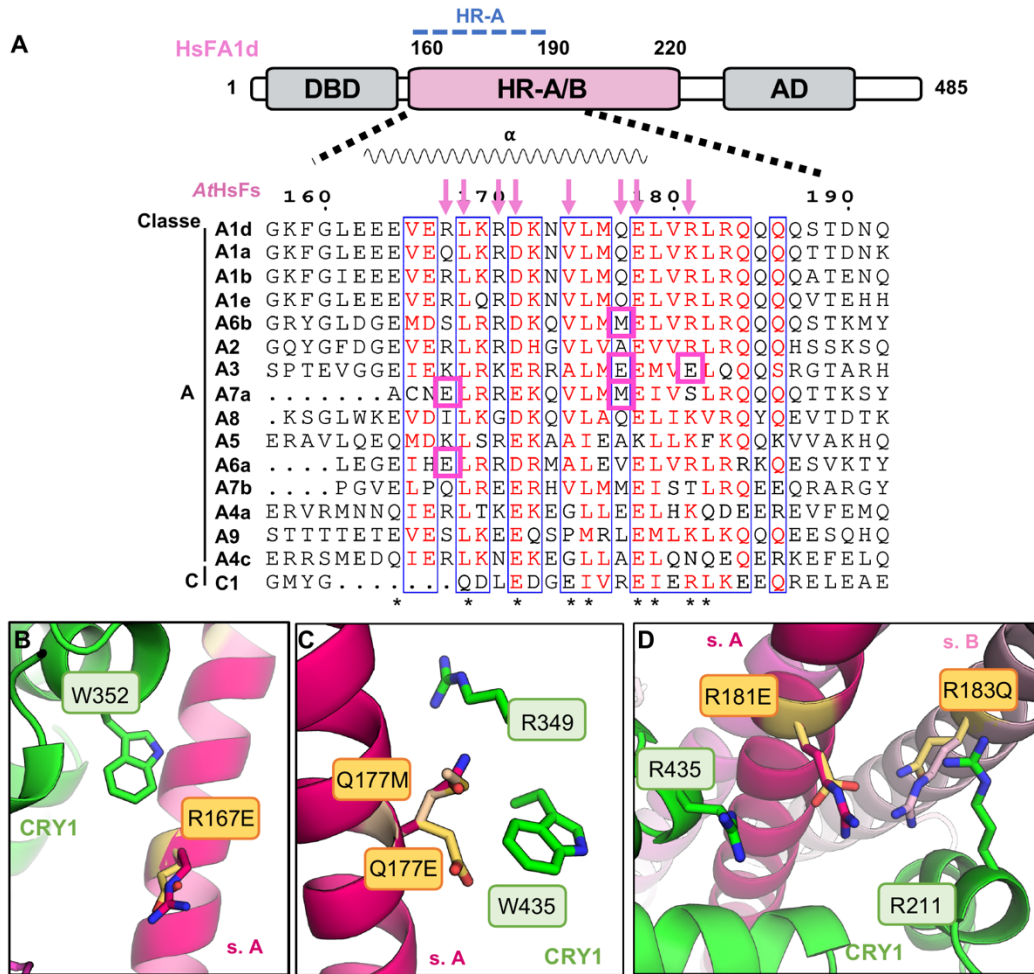 HR-A
A
HsFA1d
160 190 220
1 DBD HR-A/B AD 485
α
AtHsFs 160 170 180 190
Classe
A1d GKFGLEEEVERLKRDKNVLMQELVRLRQQQQSTDNQ
A1a GKFGLEEEVEQLKRDKNVLMQELVKLRQQQQTTDNK
A1b GKFGIEEEVERLKRDKNVLMQELVRLRQQQQATENQ
A1e GKFGLEEEVERLQRDKNVLMQELVRLRQQQQVTEHH
A6b GRYGLDGEMDSLRRDKQVLMMELVRLRQQQQSTKMY
A2 GQYGFDGEVERLKRDHGVLVAEVVRLRQQQHSSKSQ
A3 SPTEVGGEIEKLRKERRALMEEMVELQQQSRGTARH
A A7a .......ACNELRREKQVLMMEIVSLRQQQQTTKSY
A8 .KSGLWKEVDILKGDKQVLAQELIKVRQYQEVTDTK
A5 ERAVLQEQMDKLSREKAAIEAKLLKFKQQKVVAKHQ
A6a ....LEGEIHELRRDRMALEVELVRLRRKQESVKTY
A7b ....PGVELPQLREERHVLMMEISTLRQEEQRARGY
A4a ERVRMNNQIERLTKEKEGLLEELHKQDEEREVFEMQ
A9 STTTTETEVESLKEEQSPMRLEMLKLKQQQEESQHQ
A4c ERRSMEDQIERLKNEKEGLLAELQNQEQERKEFELQ
C C1 GMYG.......QDLEDGEIVREIERLKEEQRELEAE
* * * * * * * * *
B
W352
CRY1
R167E
s. A
C
R349
Q177M
Q177E
W435
s. A CRY1
D
s. A s. B
R181E R183Q
R435
R211
CRY1